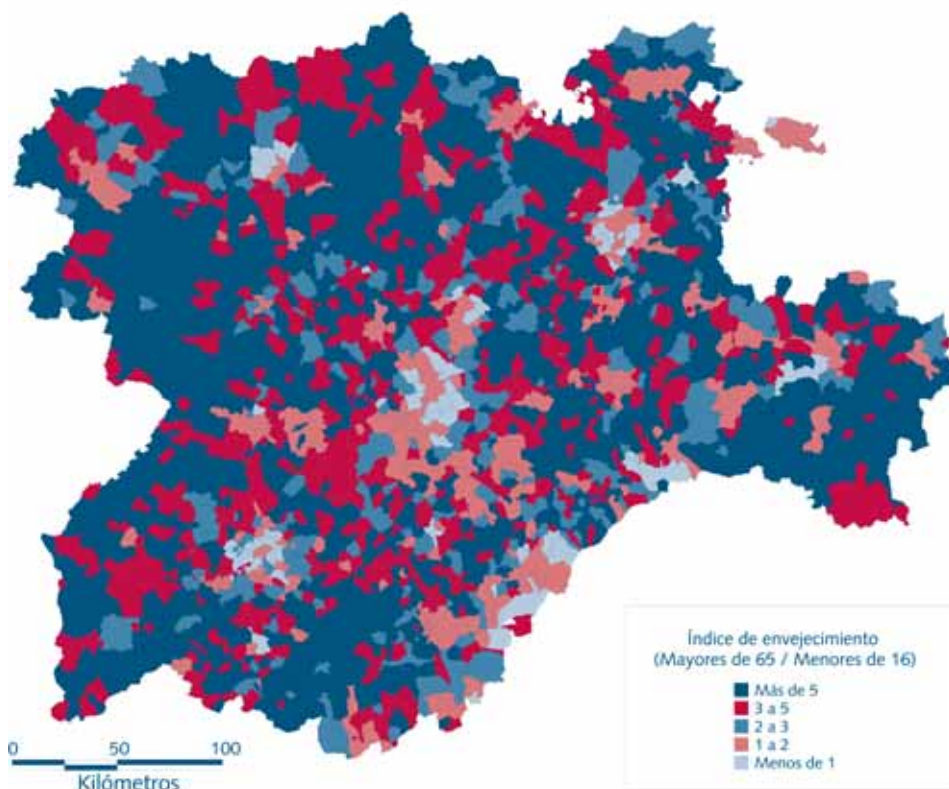 Índice de envejecimiento
(Mayores de 65 / Menores de 16)
Más de 5
3 a 5
2 a 3
1 a 2
Menos de 1
0 50 100
Kilómetros